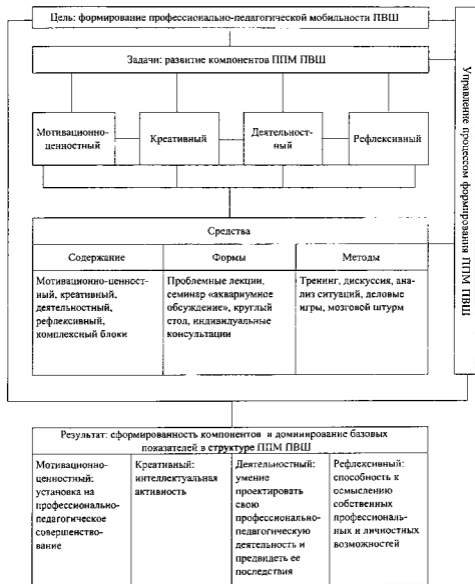 Цель: формирование профессионально-педагогической мобильности ПВШ
Задачи: развитие компонентов ППМ ПВШ
Мотивационно-
ценностный
Креативный
Деятельност-
ный
Рефлексивный
Средства
Содержание
Мотивационно-ценност-
ный, креативный,
деятельностный,
рефлексивный,
комплексный блоки
Формы
Проблемные лекции,
семинар «аквариумное
обсуждение», круглый
стол, индивидуальные
консультации
Методы
Тренинг, дискуссия, ана-
лиз ситуаций, деловые
игры, мозговой штурм
Управление процессом формирования ППМ ПВШ
Результат: сформированность компонентов и доминирование базовых
показателей в структуре ППМ ПВШ
Мотивационно-
ценностный:
установка на
профессионально-
педагогическое
совершенство-
вание
Креативный:
интеллектуальная
активность
Деятельностный:
умение
проектировать
свою
профессионально-
педагогическую
деятельность и
предвидеть ее
последствия
Рефлексивный:
способность к
осмыслению
собственных
профессиональ-
ных и личностных
возможностей